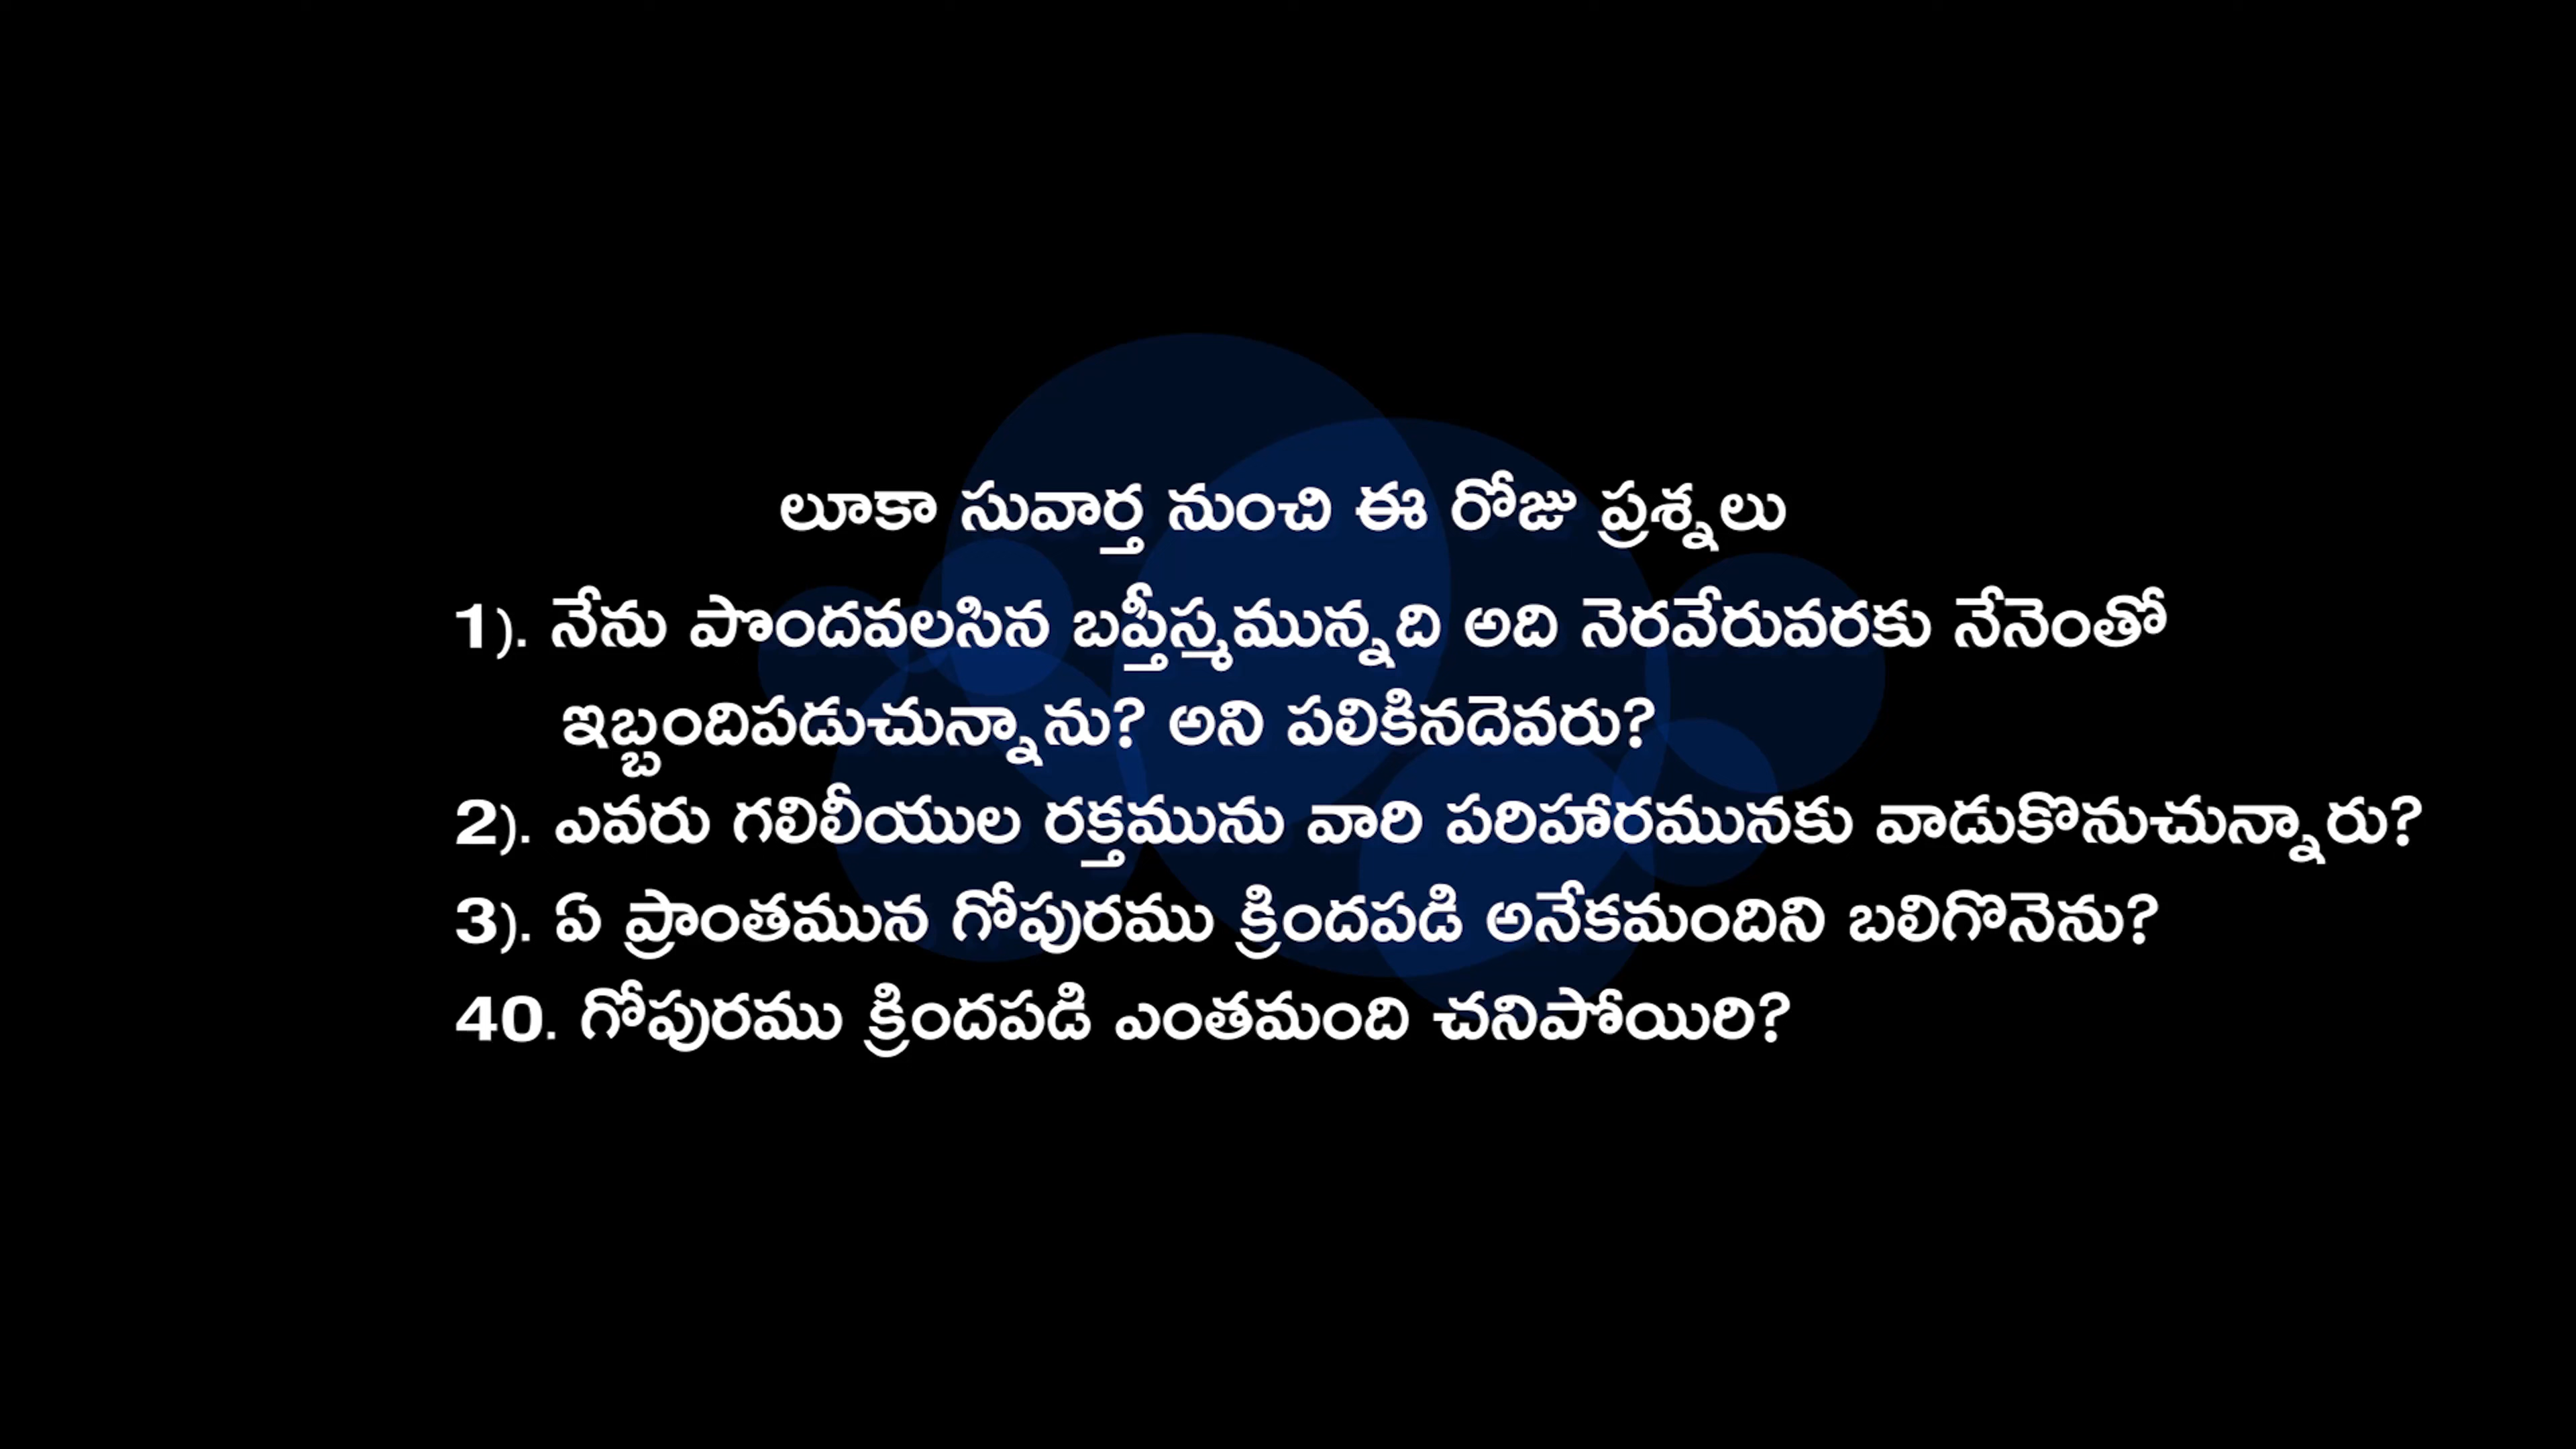 లూకా సువార్త నుంచి ఈ రోజు ప్రశ్నలు
1). నేను పొందవలసిన బప్తీస్మమున్నది అది నెరవేరువరకు నేనెంతో
ఇబ్బందిపడుచున్నాను? అని పలికినదెవరు?
2). ఎవరు గలిలీయుల రక్తమును వారి పరిహారమునకు వాడుకొనుచున్నారు?
3). ఏ ప్రాంతమున గోపురము క్రిందపడి అనేకమందిని బలిగొనెను?
40. గోపురము క్రిందపడి ఎంతమంది చనిపోయిరి?